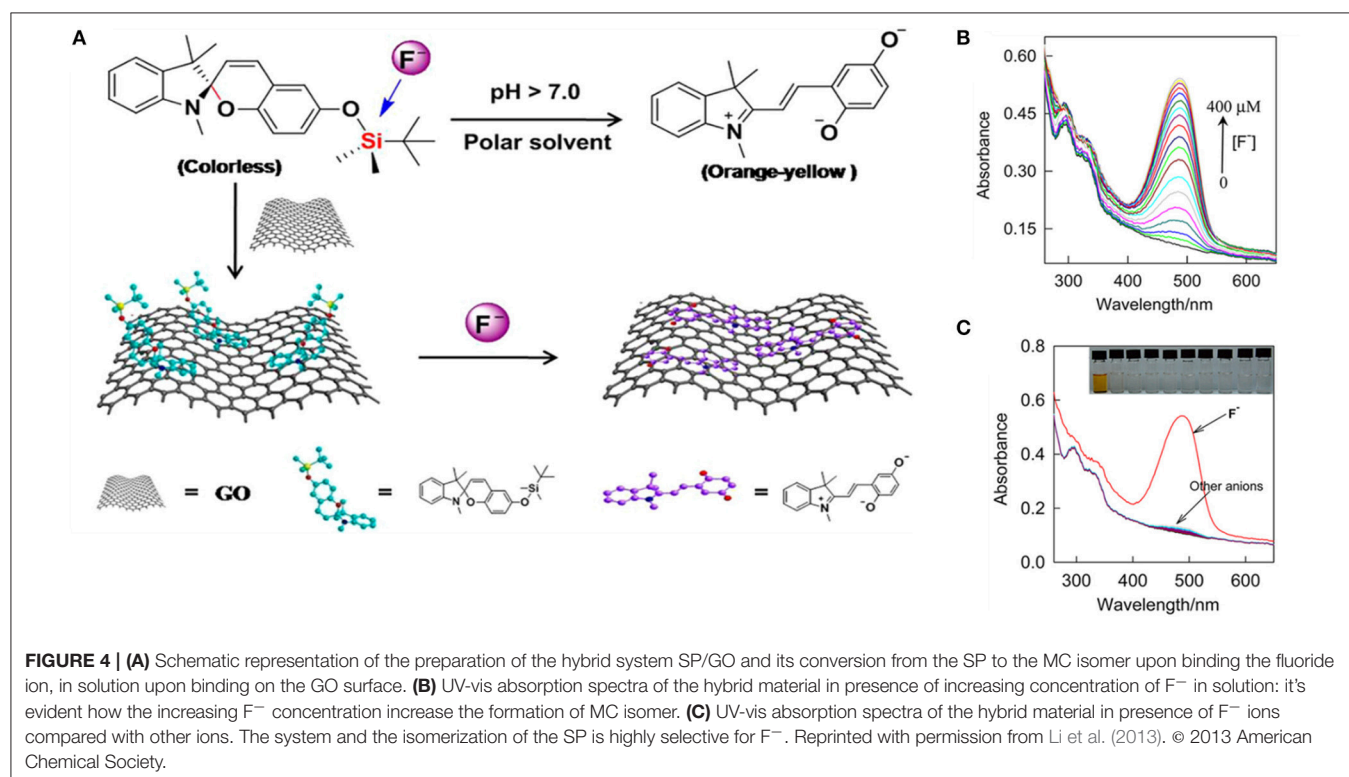 A
F⁻
O⁻
N
O
O
Si
pH > 7.0
Polar solvent
N
+
O⁻
(Colorless)
(Orange-yellow )
F⁻
= GO
=
N
O
O
Si
=
N
+
O⁻
O⁻
B
0.60
0.45
0.30
0.15
Absorbance
400 µM
[F⁻]
0
300
400
500
600
Wavelength/nm
C
0.8
0.6
0.4
0.2
0.0
Absorbance
F⁻
Other anions
300
400
500
600
Wavelength/nm
FIGURE 4 | (A) Schematic representation of the preparation of the hybrid system SP/GO and its conversion from the SP to the MC isomer upon binding the fluoride
ion, in solution upon binding on the GO surface. (B) UV-vis absorption spectra of the hybrid material in presence of increasing concentration of F⁻ in solution: it's
evident how the increasing F⁻ concentration increase the formation of MC isomer. (C) UV-vis absorption spectra of the hybrid material in presence of F⁻ ions
compared with other ions. The system and the isomerization of the SP is highly selective for F⁻. Reprinted with permission from Li et al. (2013). © 2013 American
Chemical Society.